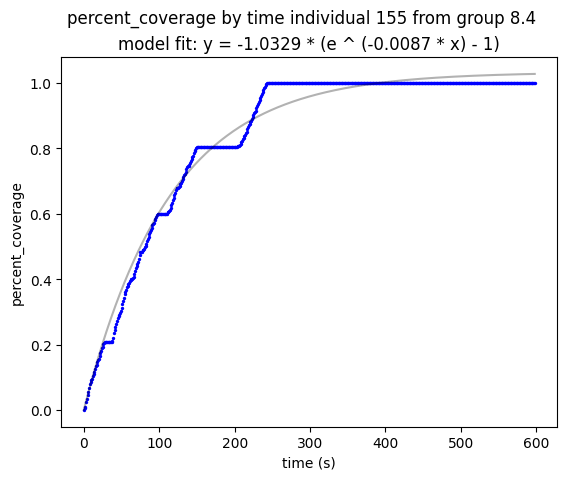 percent_coverage by time individual 155 from group 8.4
model fit: y = -1.0329 * (e ^ (-0.0087 * x) - 1)
1.0
0.8
0.6
0.4
0.2
0.0
percent_coverage
0 100 200 300 400 500 600
time (s)